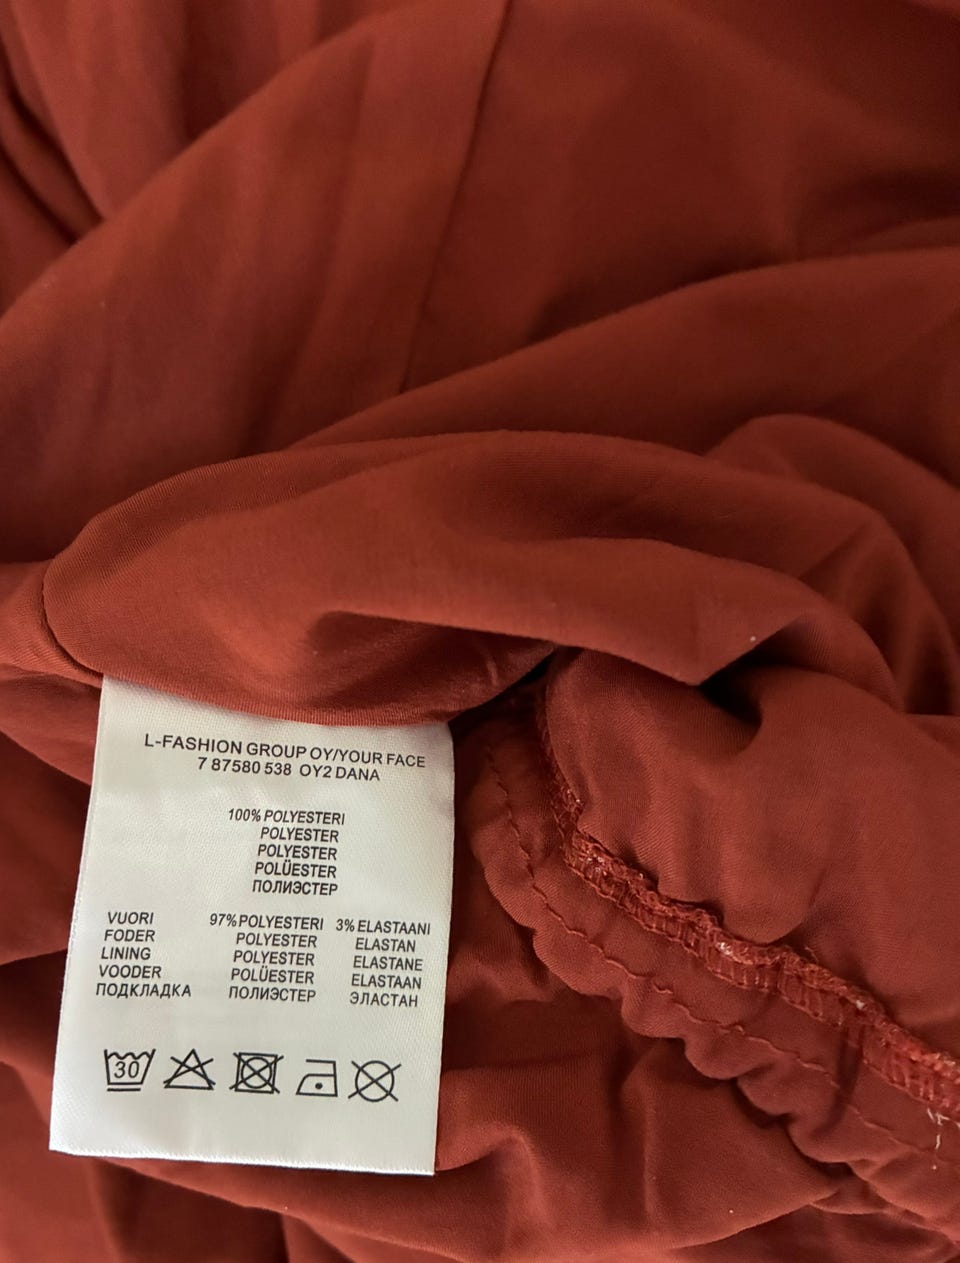 L-FASHION GROUP OY/YOUR FACE
7 87580 538 OY2 DANA
100% POLYESTERI
POLYESTER
POLYESTER
POLÜESTER
ПОЛИЭСТЕР
VUORI 97% POLYESTERI 3% ELASTAANI
FODER POLYESTER ELASTAN
LINING POLYESTER ELASTANE
VOODER POLÜESTER ELASTAAN
ПОДКЛАДКА ПОЛИЭСТЕР ЭЛАСТАН
30